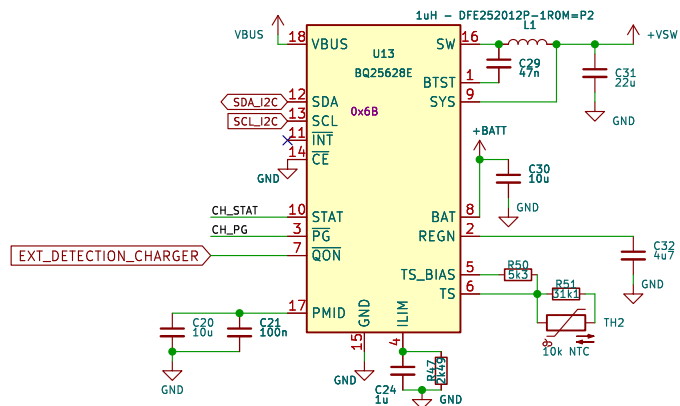 1uH - DFE252012P-1R0M=P2
L1
VBUS
18
VBUS
U13
BQ25628E
SW
16
+VSW
C29
47n
C31
22u
GND
BTST
1
SDA_I2C
12
SDA
0x6B
SYS
9
SCL_I2C
13
SCL
11
INT
14
CE
GND
+BATT
C30
10u
GND
CH_STAT
10
STAT
BAT
8
CH_PG
3
PG
REGN
2
C32
4u7
GND
EXT_DETECTION_CHARGER
7
QON
TS_BIAS
5
R50
5k3
TS
6
R51
31k1
TH2
10k NTC
17
PMID
C20
10u
C21
100n
GND
GND
15
GND
ILIM
4
C24
1u
R47
2k49
GND